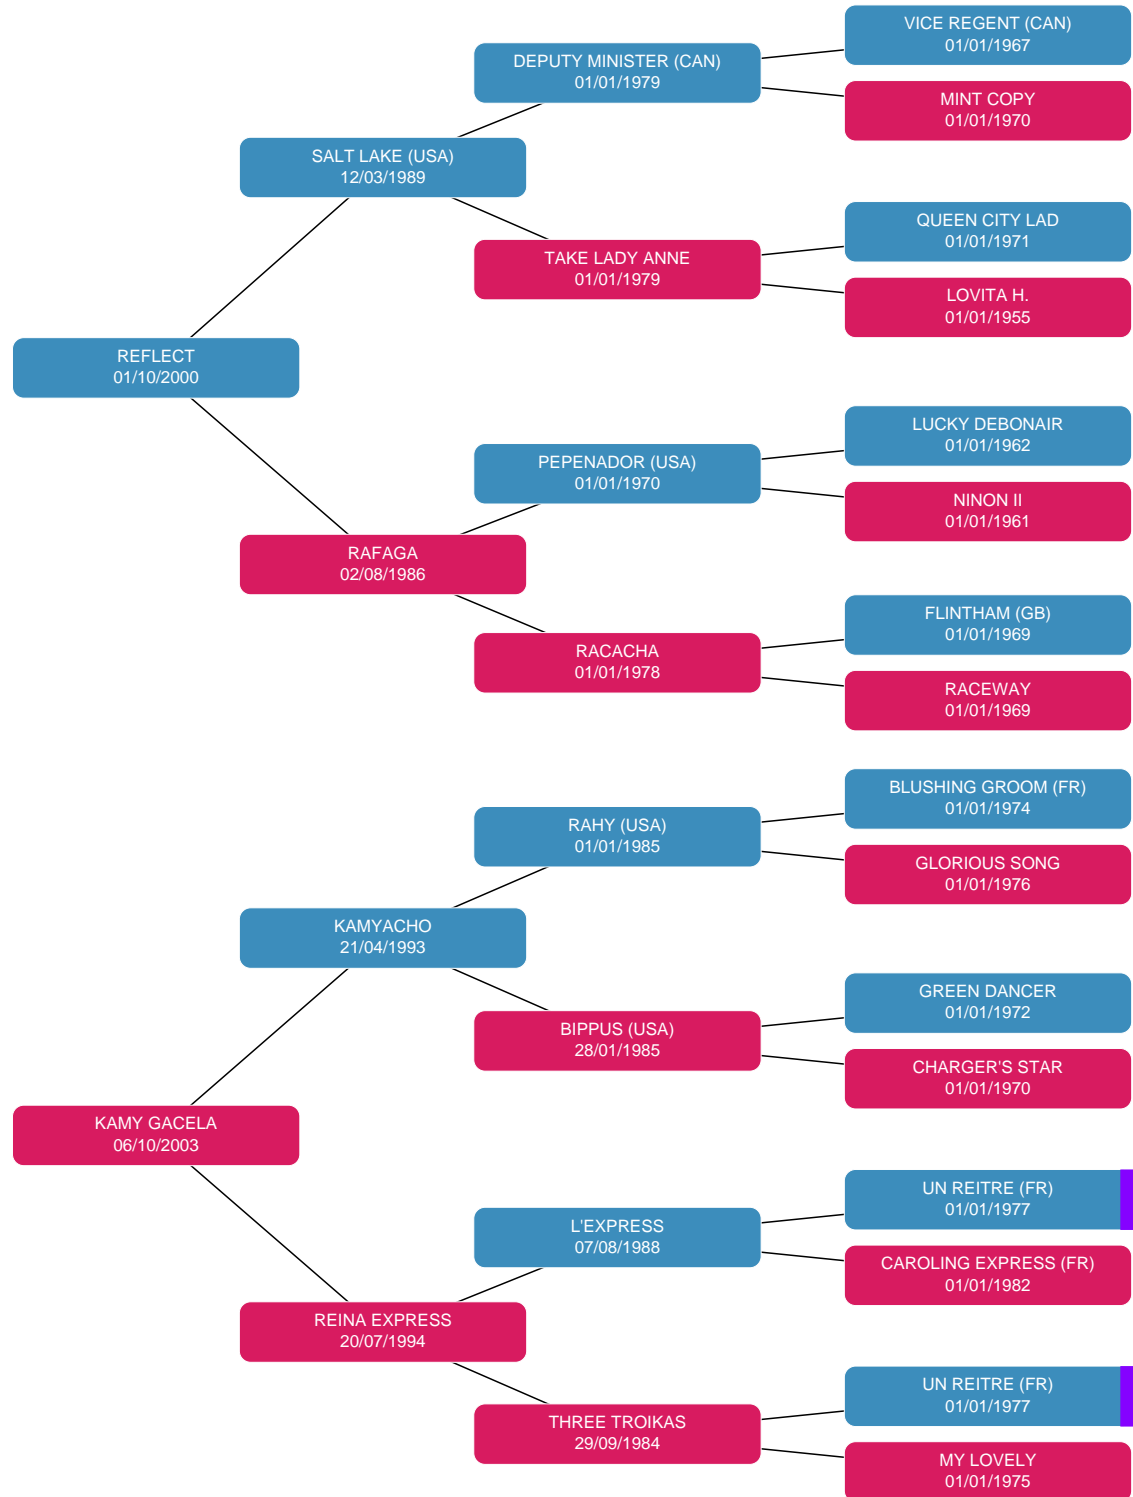 VICE REGENT (CAN)
01/01/1967
DEPUTY MINISTER (CAN)
01/01/1979
MINT COPY
01/01/1970
SALT LAKE (USA)
12/03/1989
QUEEN CITY LAD
01/01/1971
TAKE LADY ANNE
01/01/1979
LOVITA H.
01/01/1955
REFLECT
01/10/2000
LUCKY DEBONAIR
01/01/1962
PEPENADOR (USA)
01/01/1970
NINON II
01/01/1961
RAFAGA
02/08/1986
FLINTHAM (GB)
01/01/1969
RACACHA
01/01/1978
RACEWAY
01/01/1969
BLUSHING GROOM (FR)
01/01/1974
RAHY (USA)
01/01/1985
GLORIOUS SONG
01/01/1976
KAMYACHO
21/04/1993
GREEN DANCER
01/01/1972
BIPPUS (USA)
28/01/1985
CHARGER'S STAR
01/01/1970
KAMY GACELA
06/10/2003
UN REITRE (FR)
01/01/1977
L'EXPRESS
07/08/1988
CAROLING EXPRESS (FR)
01/01/1982
REINA EXPRESS
20/07/1994
UN REITRE (FR)
01/01/1977
THREE TROIKAS
29/09/1984
MY LOVELY
01/01/1975